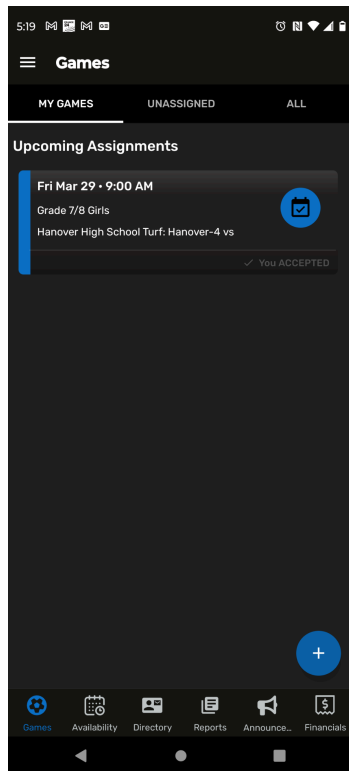 5:19
Games
MY GAMES UNASSIGNED ALL
Upcoming Assignments
Fri Mar 29 • 9:00 AM
Grade 7/8 Girls
Hanover High School Turf: Hanover-4 vs
✓ You ACCEPTED
+
Games Availability Directory Reports Announce... Financials